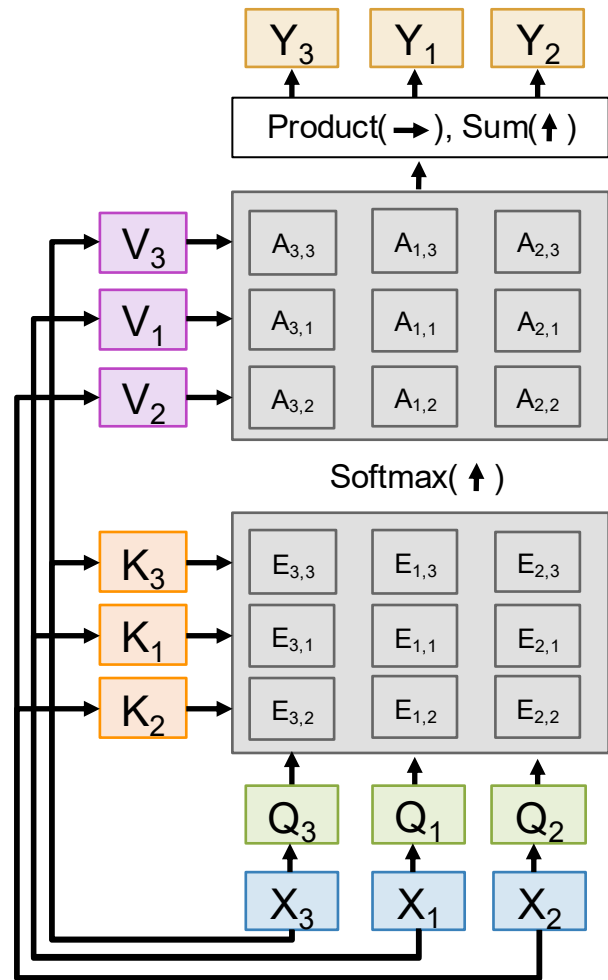 Y3 Y1 Y2
Product(→), Sum(↑)
V3 A3,3 A1,3 A2,3
V1 A3,1 A1,1 A2,1
V2 A3,2 A1,2 A2,2
Softmax(↑)
K3 E3,3 E1,3 E2,3
K1 E3,1 E1,1 E2,1
K2 E3,2 E1,2 E2,2
Q3 Q1 Q2
X3 X1 X2